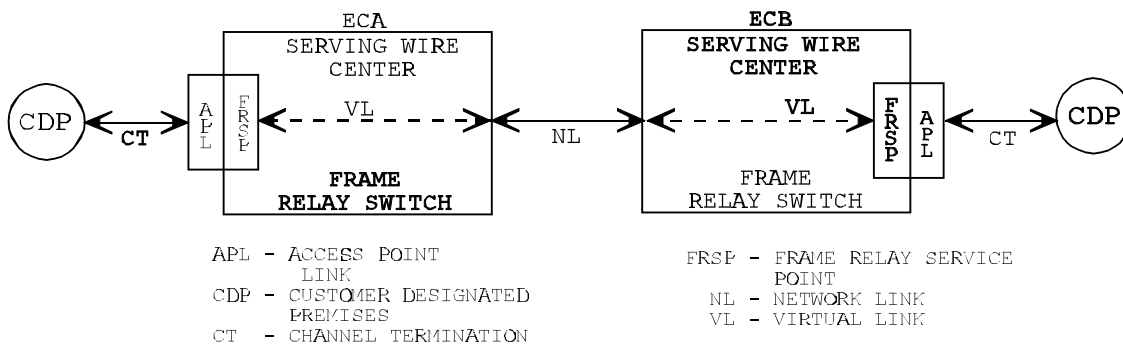 ECA
SERVING WIRE
CENTER
CDP
CT
APL
FRSP
VL
FRAME
RELAY SWITCH
NL
ECB
SERVING WIRE
CENTER
VL
FRSP
APL
FRAME
RELAY SWITCH
CT
CDP
APL - ACCESS POINT
LINK
CDP - CUSTOMER DESIGNATED
PREMISES
CT - CHANNEL TERMINATION
FRSP - FRAME RELAY SERVICE
POINT
NL - NETWORK LINK
VL - VIRTUAL LINK